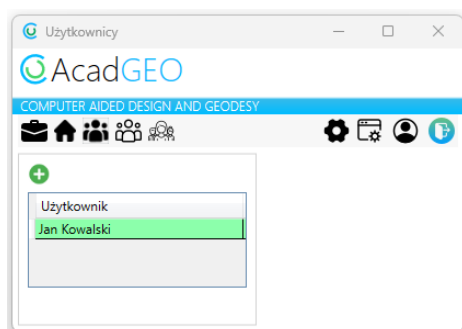 Użytkownicy
AcadGEO
COMPUTER AIDED DESIGN AND GEODESY
Użytkownik
Jan Kowalski